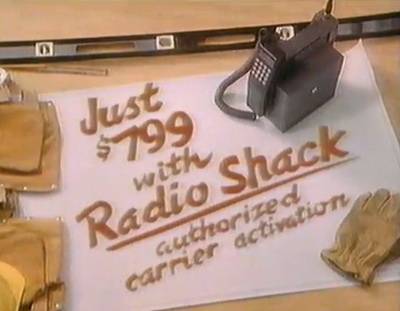 Just
$799
with
Radio Shack
authorized
carrier activation